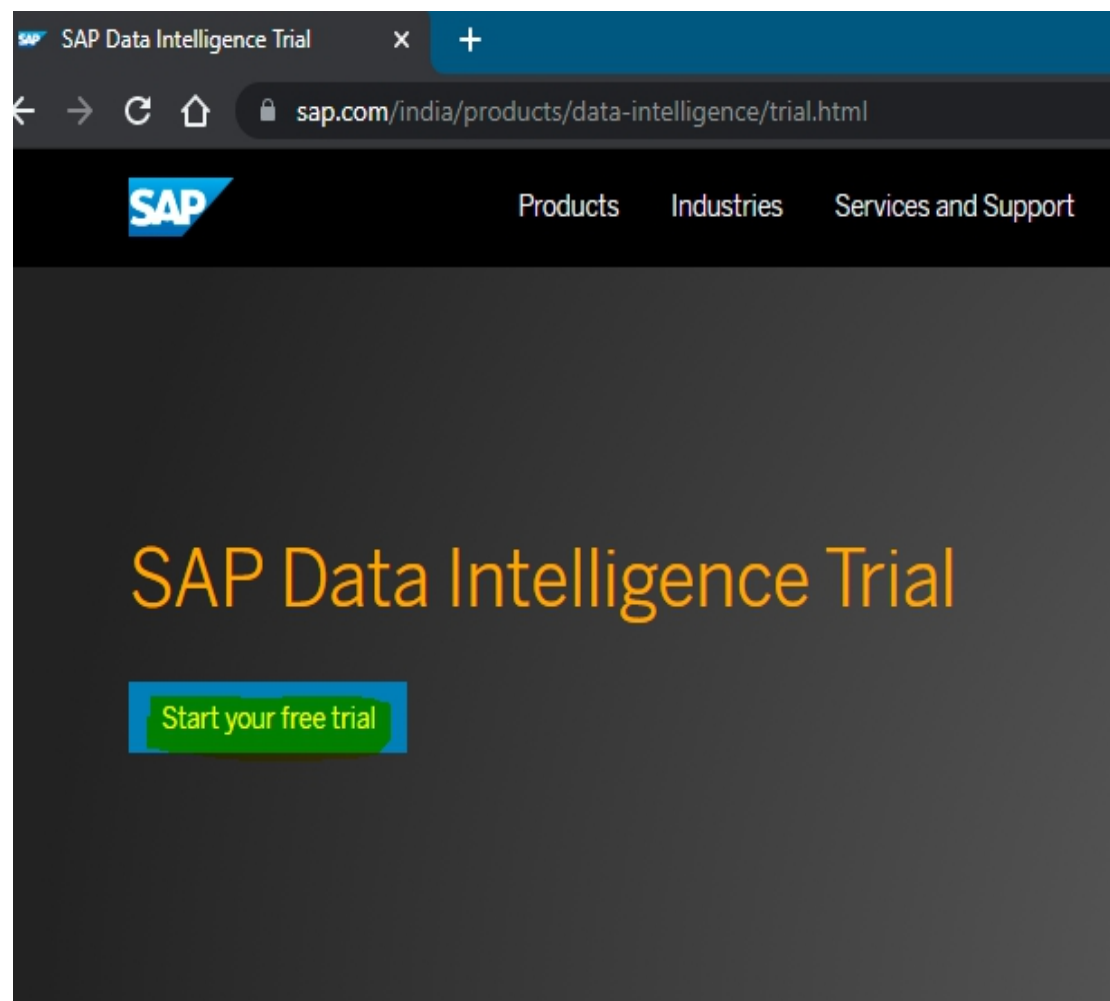 SAP Data Intelligence Trial
sap.com/india/products/data-intelligence/trial.html
SAP Products Industries Services and Support
SAP Data Intelligence Trial
Start your free trial